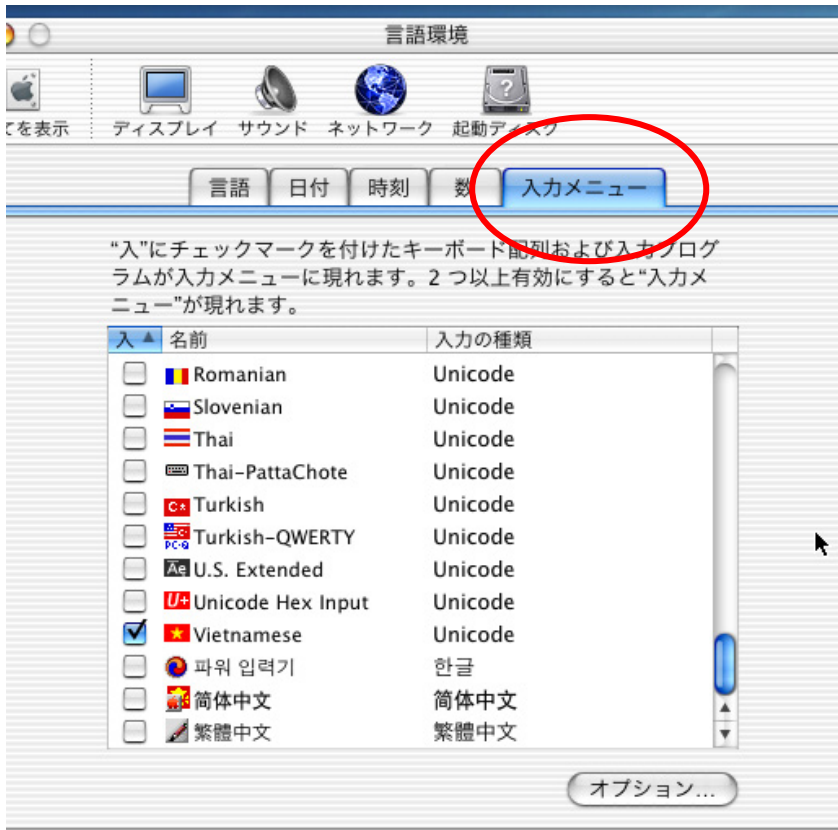 言語環境
てを表示 ディスプレイ サウンド ネットワーク 起動ディスク
言語 日付 時刻 数 入力メニュー
“入”にチェックマークを付けたキーボード配列および入力プログ
ラムが入力メニューに現れます。2 つ以上有効にすると“入力メ
ニュー”が現れます。
入 名前 入力の種類
Romanian Unicode
Slovenian Unicode
Thai Unicode
Thai-PattaChote Unicode
Turkish Unicode
Turkish-QWERTY Unicode
U.S. Extended Unicode
Unicode Hex Input Unicode
Vietnamese Unicode
파워 입력기 한글
简体中文 简体中文
繁體中文 繁體中文
オプション...